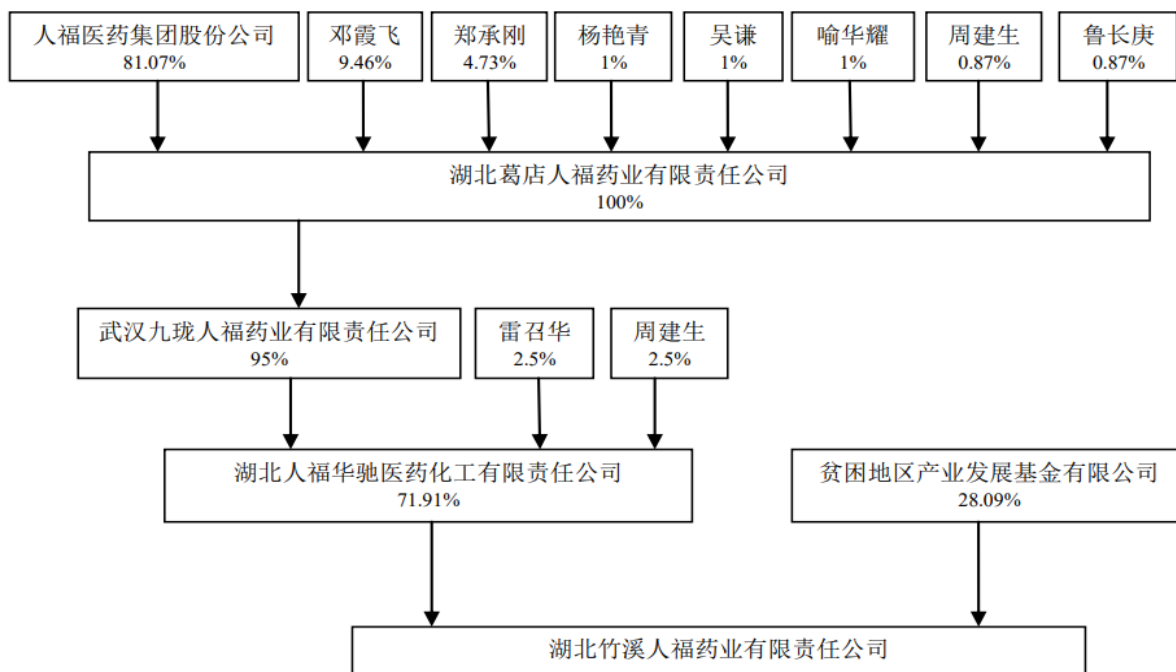 人福医药集团股份公司
81.07%
邓霞飞
9.46%
郑承刚
4.73%
杨艳青
1%
吴谦
1%
喻华耀
1%
周建生
0.87%
鲁长庚
0.87%
湖北葛店人福药业有限责任公司
100%
武汉九珑人福药业有限责任公司
95%
雷召华
2.5%
周建生
2.5%
湖北人福华驰医药化工有限责任公司
71.91%
贫困地区产业发展基金有限公司
28.09%
湖北竹溪人福药业有限责任公司